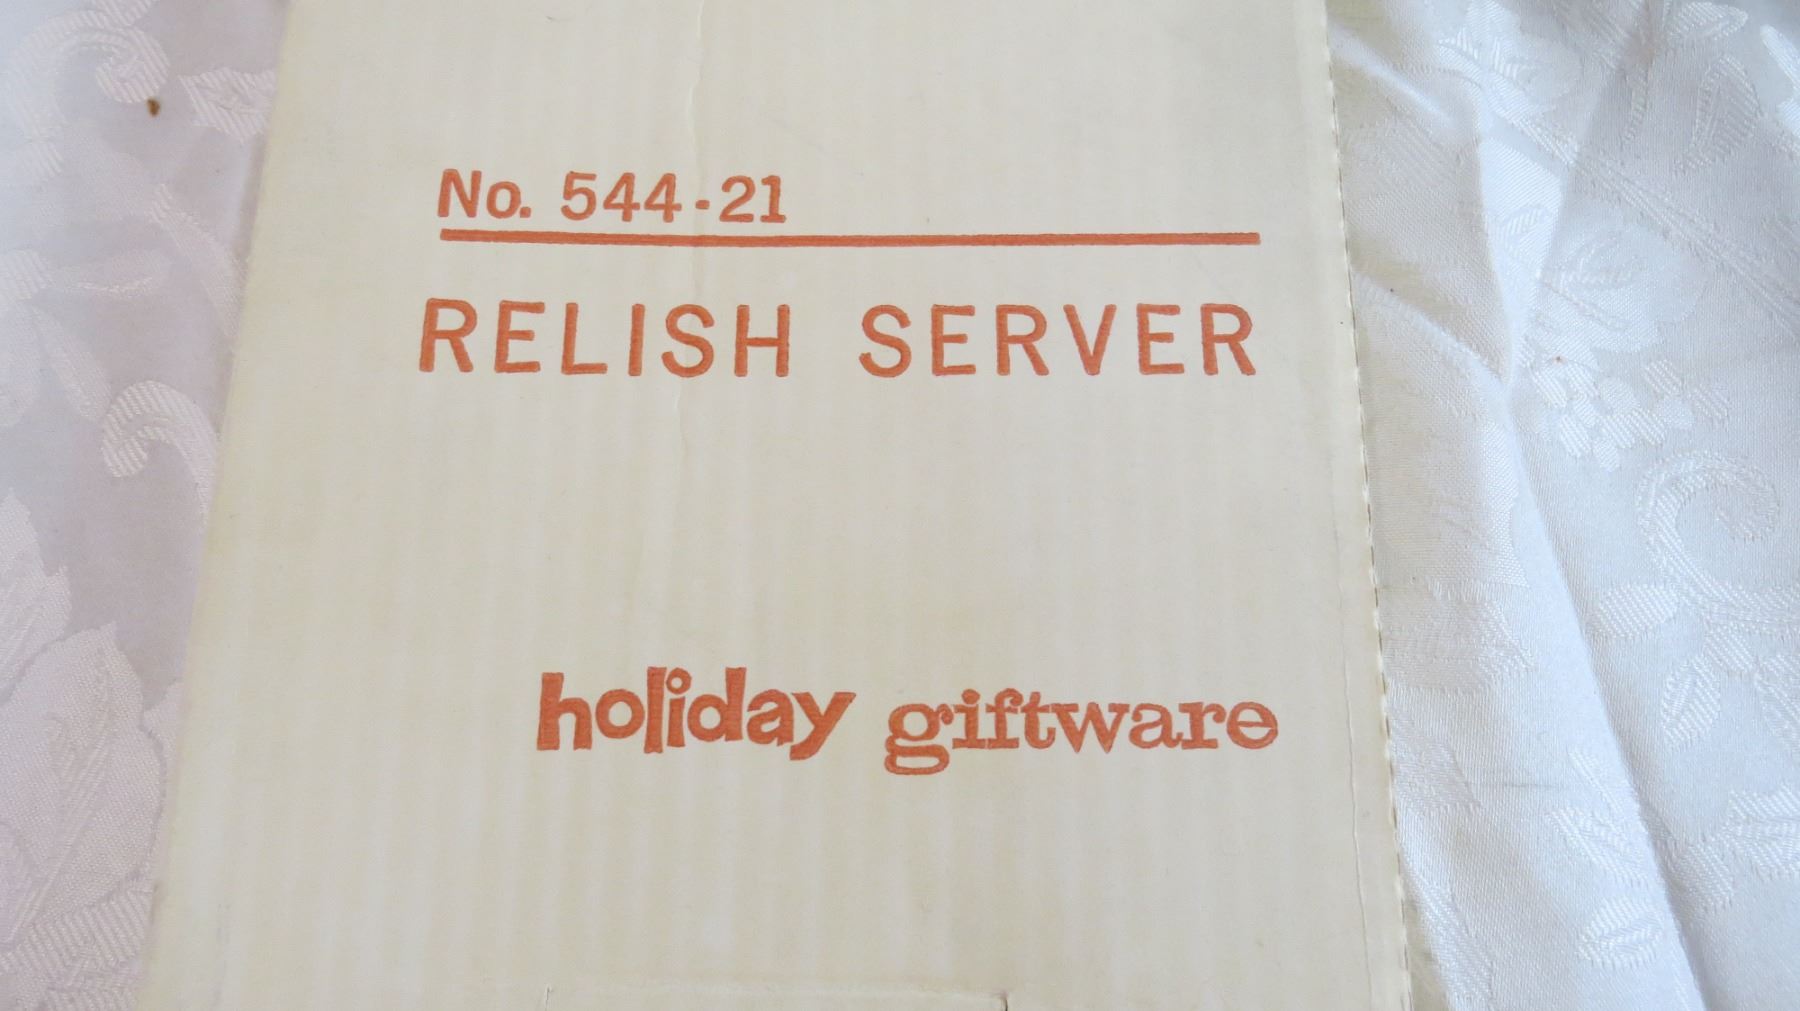 No. 544-21
RELISH SERVER
holiday giftware